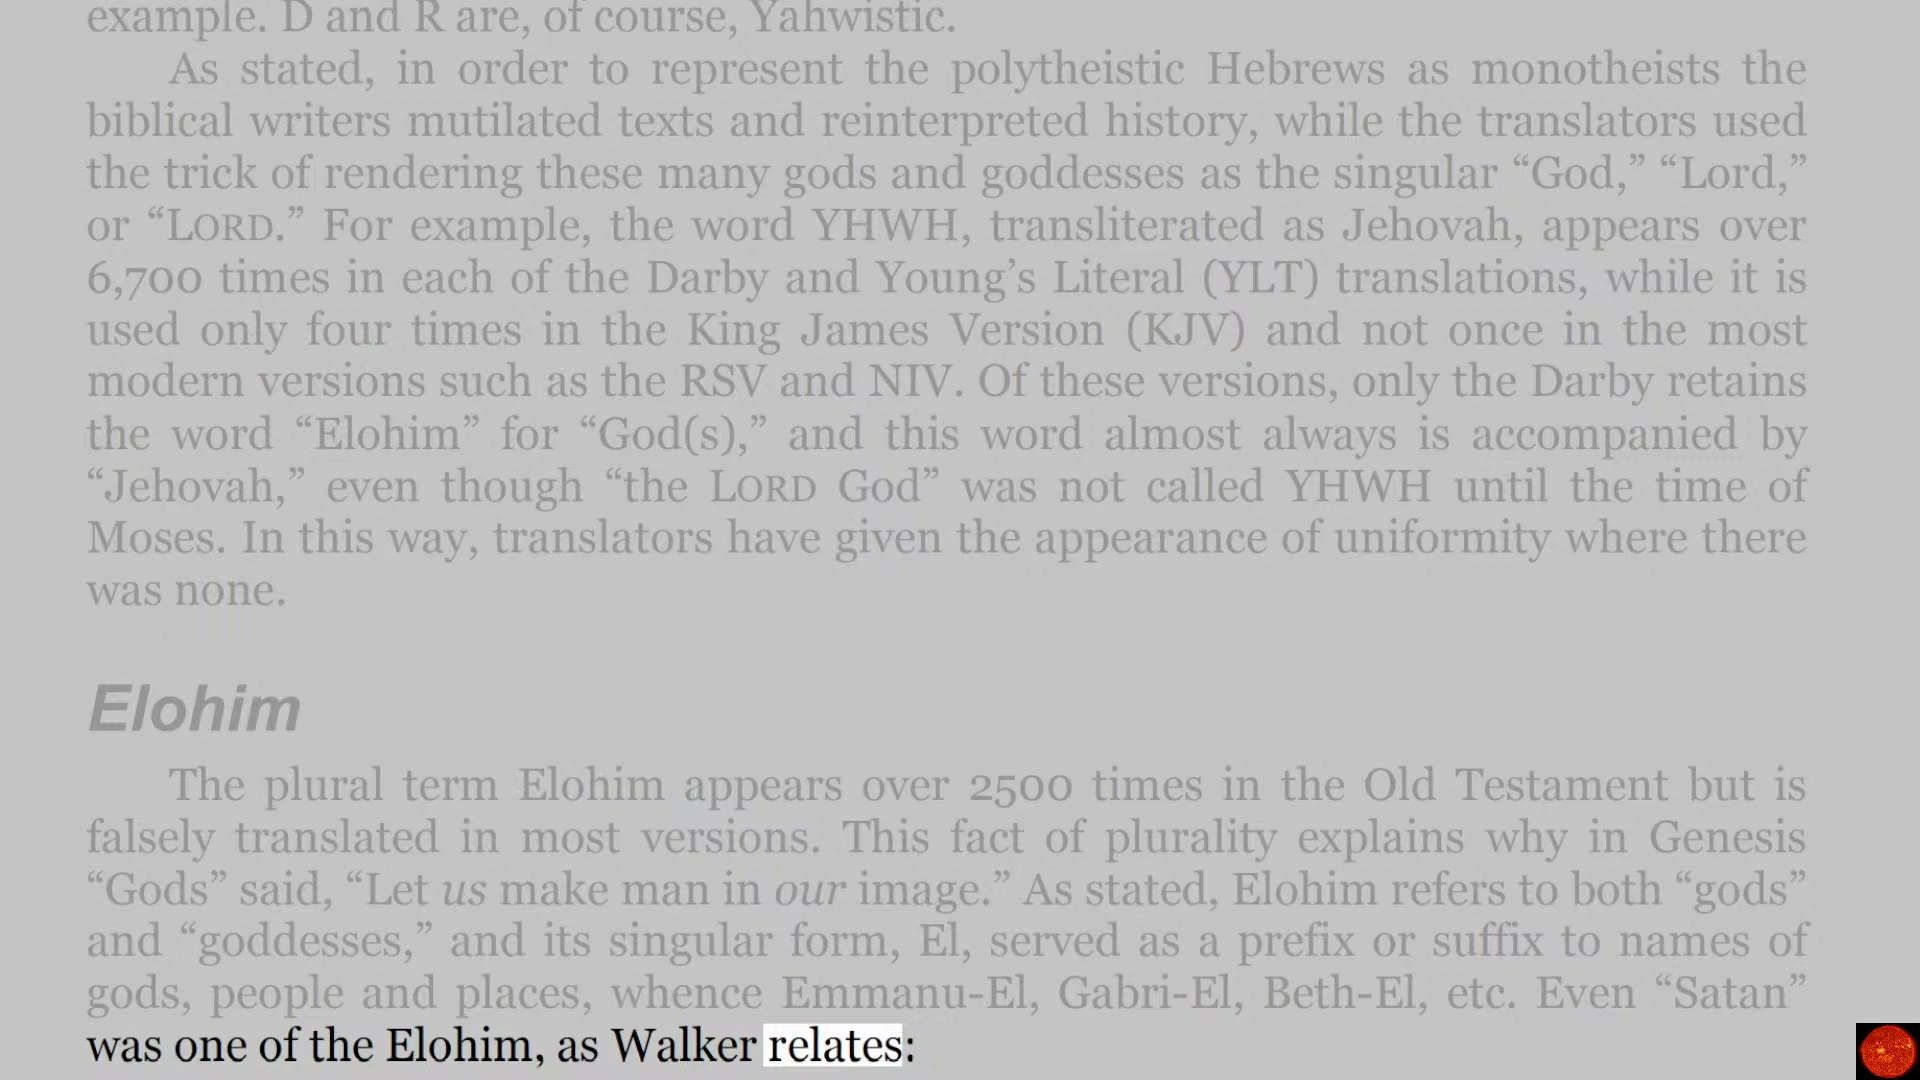 example. D and R are, of course, Yahwistic.
As stated, in order to represent the polytheistic Hebrews as monotheists the
biblical writers mutilated texts and reinterpreted history, while the translators used
the trick of rendering these many gods and goddesses as the singular “God,” “Lord,”
or “LORD.” For example, the word YHWH, transliterated as Jehovah, appears over
6,700 times in each of the Darby and Young’s Literal (YLT) translations, while it is
used only four times in the King James Version (KJV) and not once in the most
modern versions such as the RSV and NIV. Of these versions, only the Darby retains
the word “Elohim” for “God(s),” and this word almost always is accompanied by
“Jehovah,” even though “the LORD God” was not called YHWH until the time of
Moses. In this way, translators have given the appearance of uniformity where there
was none.
Elohim
The plural term Elohim appears over 2500 times in the Old Testament but is
falsely translated in most versions. This fact of plurality explains why in Genesis
“Gods” said, “Let us make man in our image.” As stated, Elohim refers to both “gods”
and “goddesses,” and its singular form, El, served as a prefix or suffix to names of
gods, people and places, whence Emmanu-El, Gabri-El, Beth-El, etc. Even “Satan”
was one of the Elohim, as Walker relates: